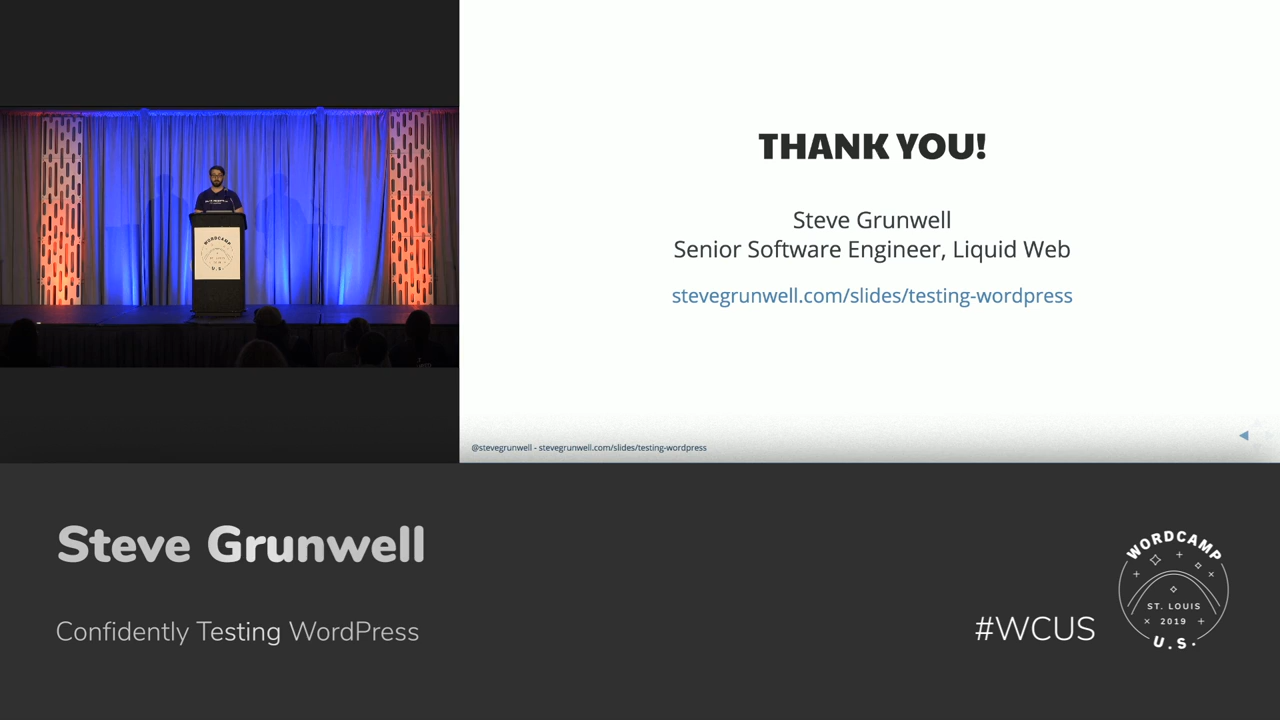 THANK YOU!
Steve Grunwell
Senior Software Engineer, Liquid Web
stevegrunwell.com/slides/testing-wordpress
@stevegrunwell - stevegrunwell.com/slides/testing-wordpress
WORDCAMP
U.S.
Steve Grunwell
Confidently Testing WordPress
#WCUS
WORDCAMP
ST. LOUIS
2019
U.S.